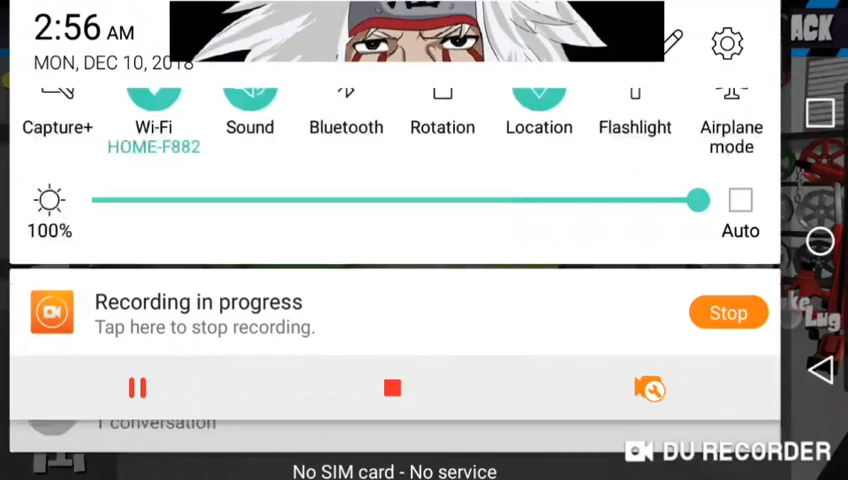 2:56 AM
MON, DEC 10, 2018
ACK
Capture+
Wi-Fi
HOME-F882
Sound
Bluetooth
Rotation
Location
Flashlight
Airplane
mode
100%
Auto
Recording in progress
Tap here to stop recording.
Stop
1 conversation
Lug
DU RECORDER
No SIM card - No service